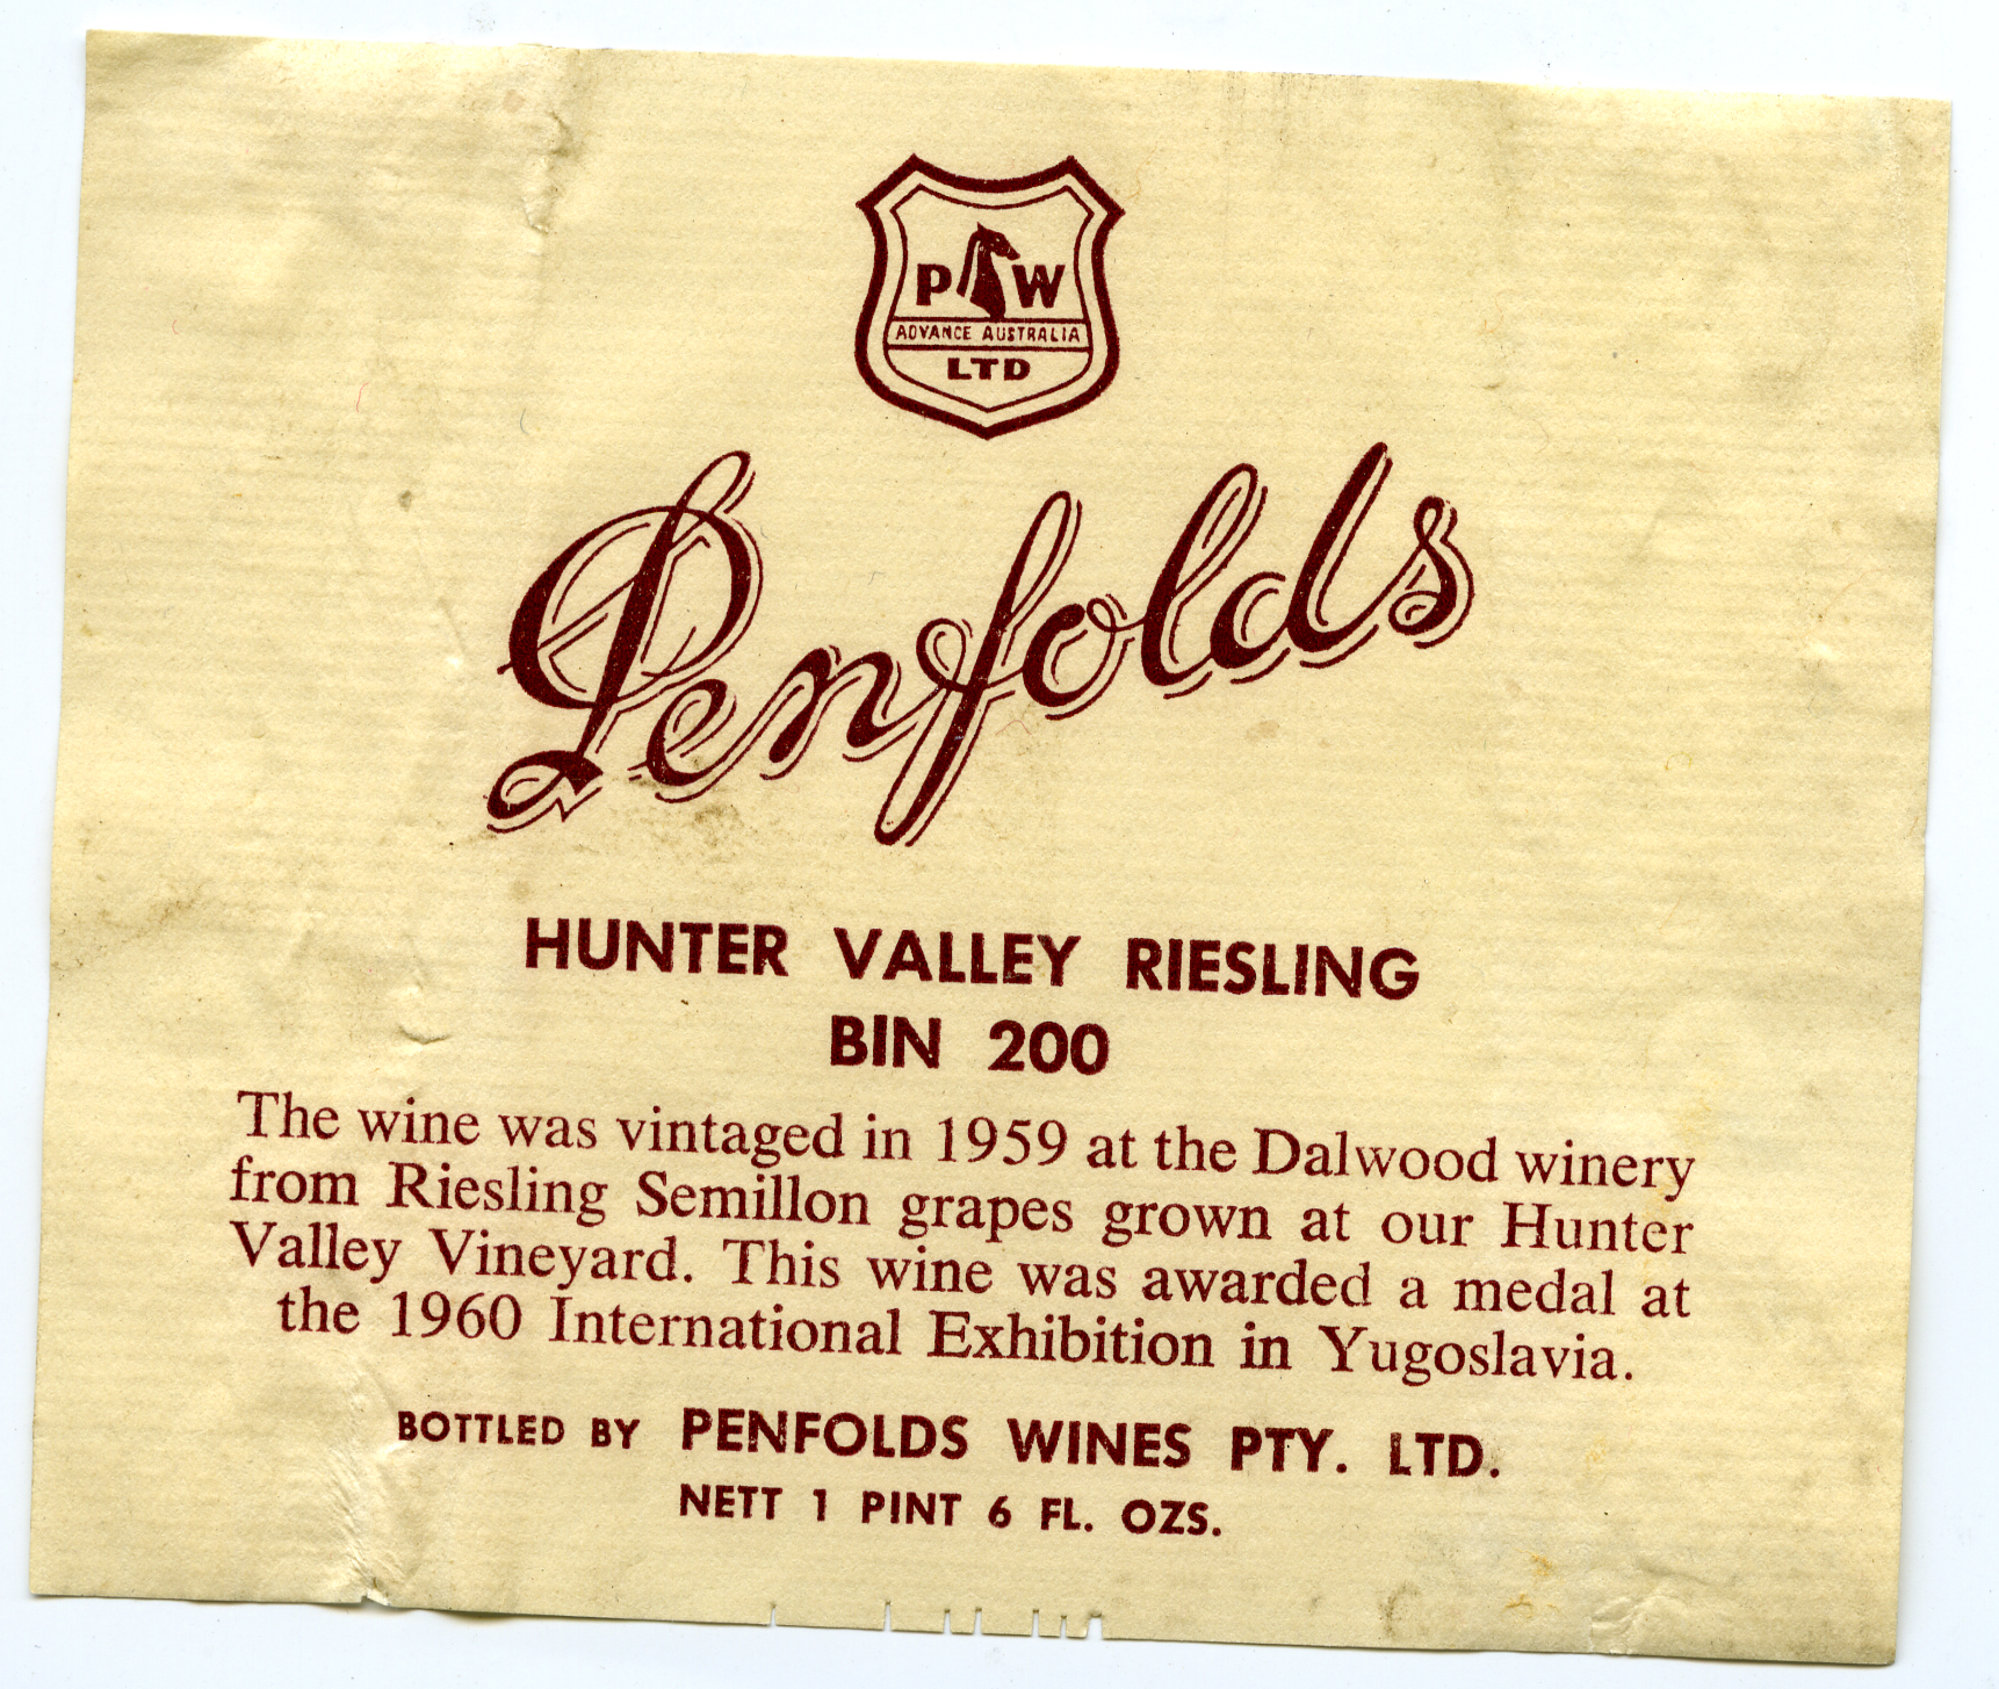 P W
ADVANCE AUSTRALIA
LTD
Penfolds
HUNTER VALLEY RIESLING
BIN 200
The wine was vintaged in 1959 at the Dalwood winery
from Riesling Semillon grapes grown at our Hunter
Valley Vineyard. This wine was awarded a medal at
the 1960 International Exhibition in Yugoslavia.
BOTTLED BY PENFOLDS WINES PTY. LTD.
NETT 1 PINT 6 FL. OZS.